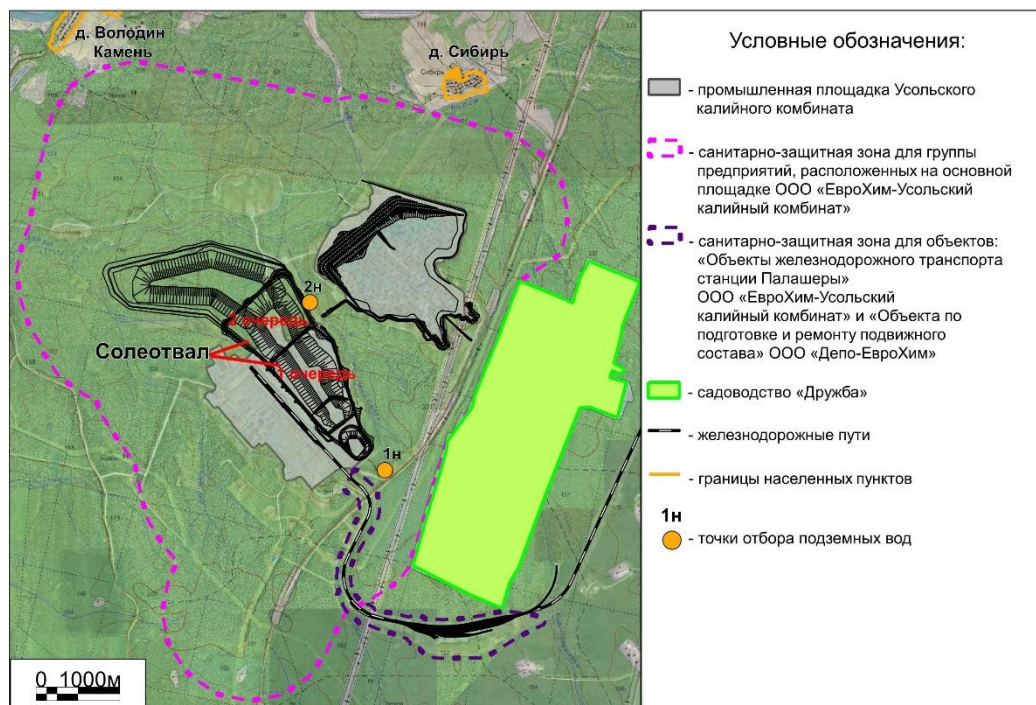 д. Володин
Камень
д. Сибирь
Сибирь
2н
2 очередь
Солеотвал
1 очередь
1н
0 1000м
Условные обозначения:
- промышленная площадка Усольского
калийного комбината
- санитарно-защитная зона для группы
предприятий, расположенных на основной
площадке ООО «ЕвроХим-Усольский
калийный комбинат»
- санитарно-защитная зона для объектов:
«Объекты железнодорожного транспорта
станции Палашеры»
ООО «ЕвроХим-Усольский
калийный комбинат» и «Объекта по
подготовке и ремонту подвижного
состава» ООО «Депо-ЕвроХим»
- садоводство «Дружба»
- железнодорожные пути
- границы населенных пунктов
1н
- точки отбора подземных вод